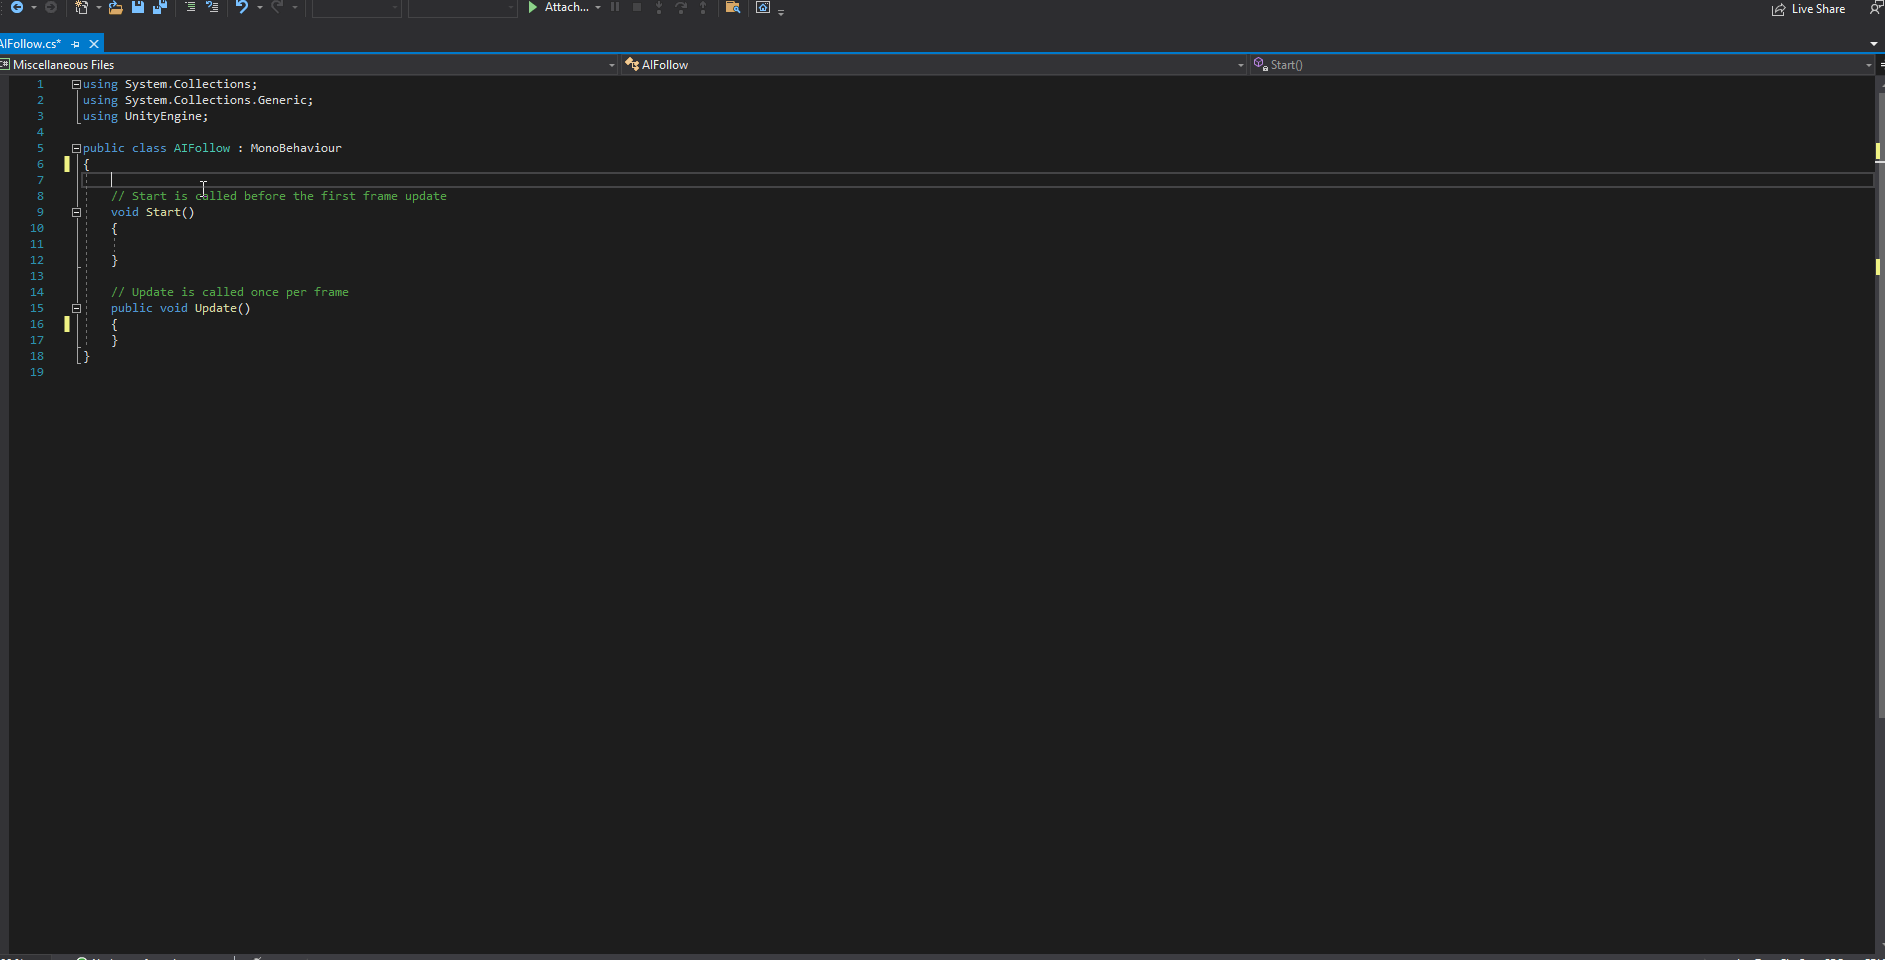 Attach...
Live Share
AIFollow.cs*
Miscellaneous Files
AIFollow
Start()
1 using System.Collections;
2 using System.Collections.Generic;
3 using UnityEngine;
4
5 public class AIFollow : MonoBehaviour
6 {
7
8 // Start is called before the first frame update
9 void Start()
10 {
11
12 }
13
14 // Update is called once per frame
15 public void Update()
16 {
17 }
18 }
19